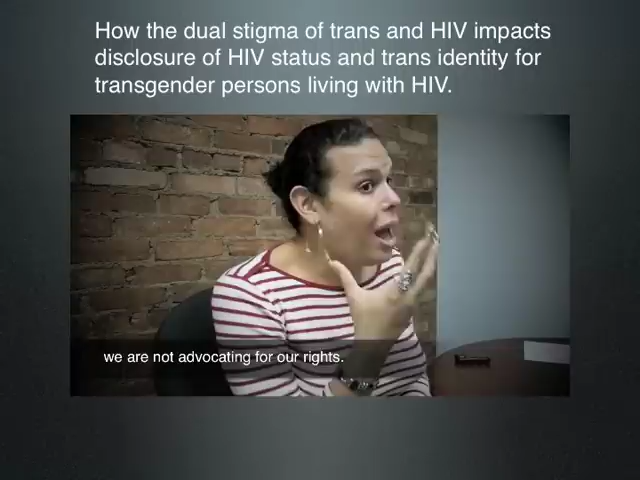 How the dual stigma of trans and HIV impacts
disclosure of HIV status and trans identity for
transgender persons living with HIV.
we are not advocating for our rights.